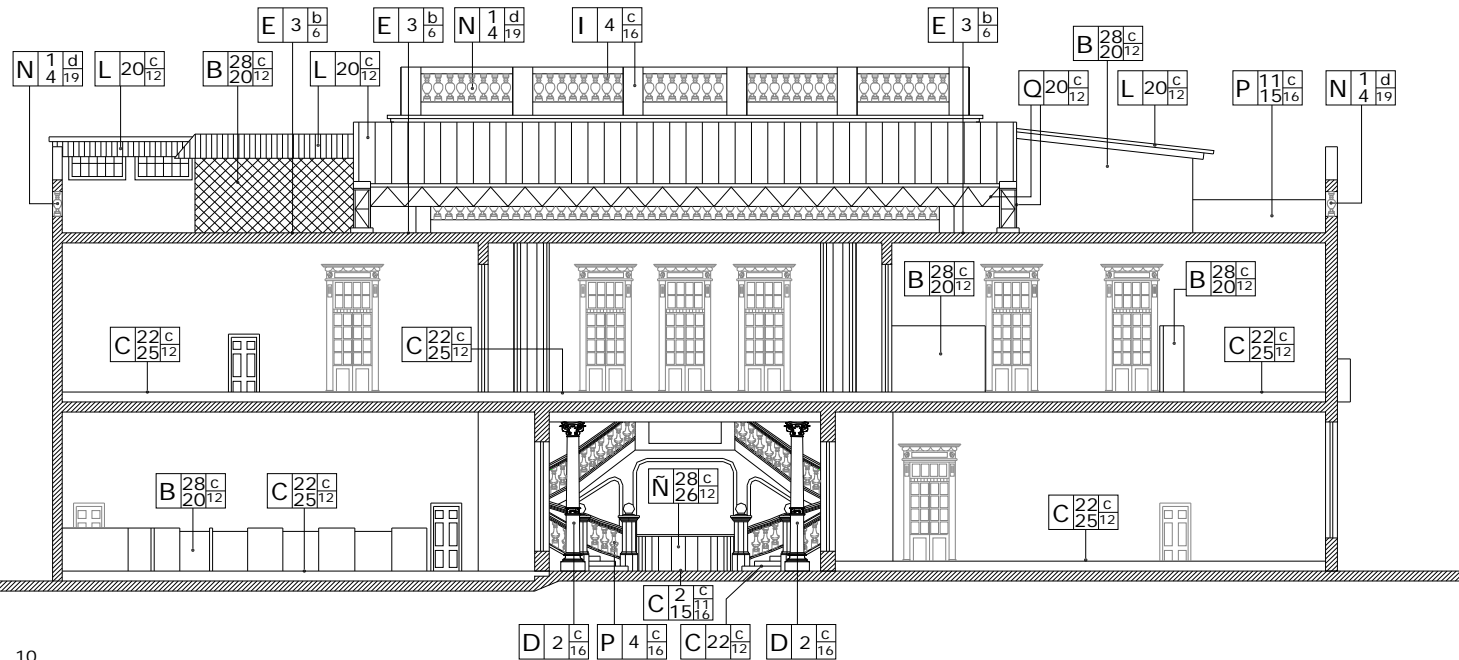 E 3 b 6
E 3 b 6
N 1 4 d 19
I 4 c 16
E 3 b 6
B 28 20 c 12
N 1 4 d 19
L 20 c 12
B 28 20 c 12
L 20 c 12
Q 20 c 12
L 20 c 12
P 11 15 c 16
N 1 4 d 19
B 28 20 c 12
B 28 20 c 12
C 22 25 c 12
C 22 25 c 12
C 22 25 c 12
B 28 20 c 12
C 22 25 c 12
Ñ 28 26 c 12
C 22 25 c 12
C 2 15 c 11 16
D 2 c 16
P 4 c 16
C 22 c 12
D 2 c 16
10